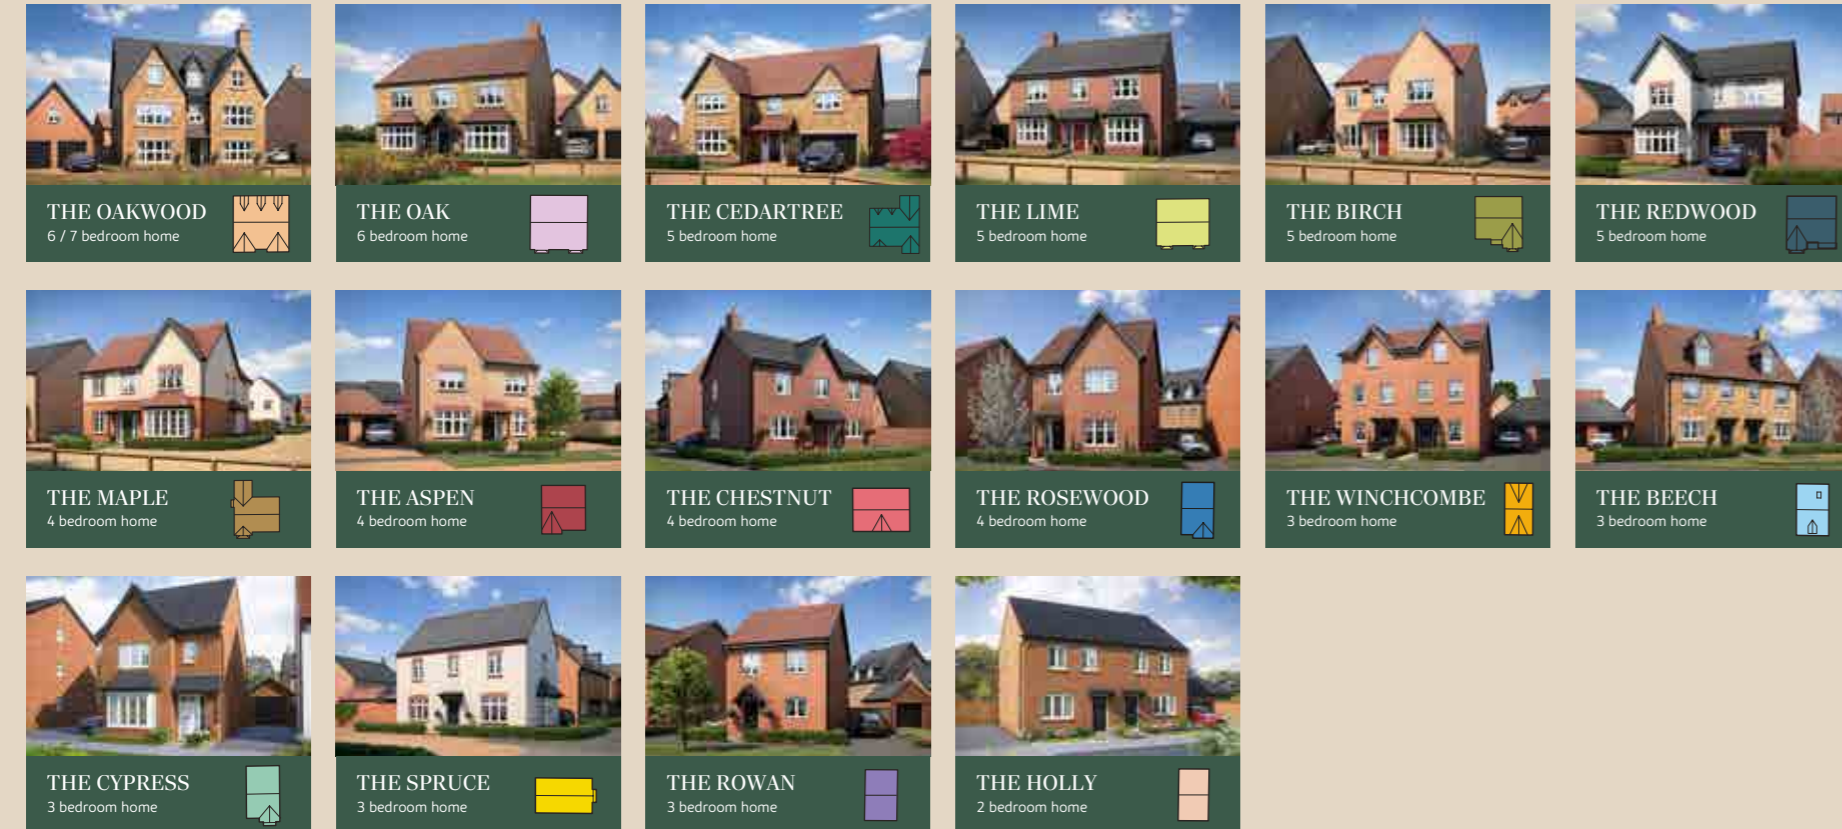 THE OAKWOOD
6 / 7 bedroom home
THE OAK
6 bedroom home
THE CEDARTREE
5 bedroom home
THE LIME
5 bedroom home
THE BIRCH
5 bedroom home
THE REDWOOD
5 bedroom home
THE MAPLE
4 bedroom home
THE ASPEN
4 bedroom home
THE CHESTNUT
4 bedroom home
THE ROSEWOOD
4 bedroom home
THE WINCHCOMBE
3 bedroom home
THE BEECH
3 bedroom home
THE CYPRESS
3 bedroom home
THE SPRUCE
3 bedroom home
THE ROWAN
3 bedroom home
THE HOLLY
2 bedroom home